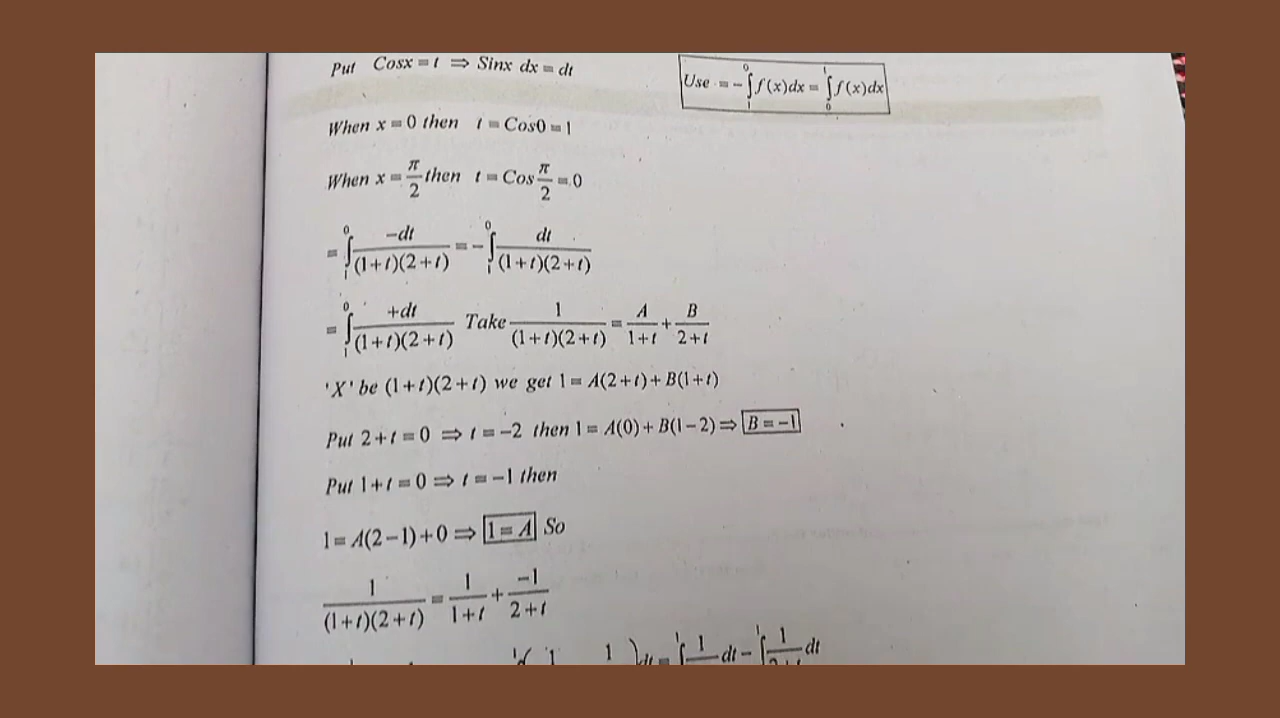 Put Cosx = t ⇒ Sinx dx = dt
Use = -∫₁⁰ f(x)dx = ∫₀¹ f(x)dx
When x = 0 then t = Cos0 = 1
When x = π/2 then t = Cos π/2 = 0
= ∫₁⁰ -dt/((1+t)(2+t)) = -∫₁⁰ dt/((1+t)(2+t))
= ∫₁⁰ +dt/((1+t)(2+t)) Take 1/((1+t)(2+t)) = A/(1+t) + B/(2+t)
'X' be (1+t)(2+t) we get 1 = A(2+t)+B(1+t)
Put 2+t = 0 ⇒ t = -2 then 1 = A(0)+B(1-2) ⇒ B = -1
Put 1+t = 0 ⇒ t = -1 then
1 = A(2-1)+0 ⇒ 1 = A So
1/((1+t)(2+t)) = 1/(1+t) + -1/(2+t)